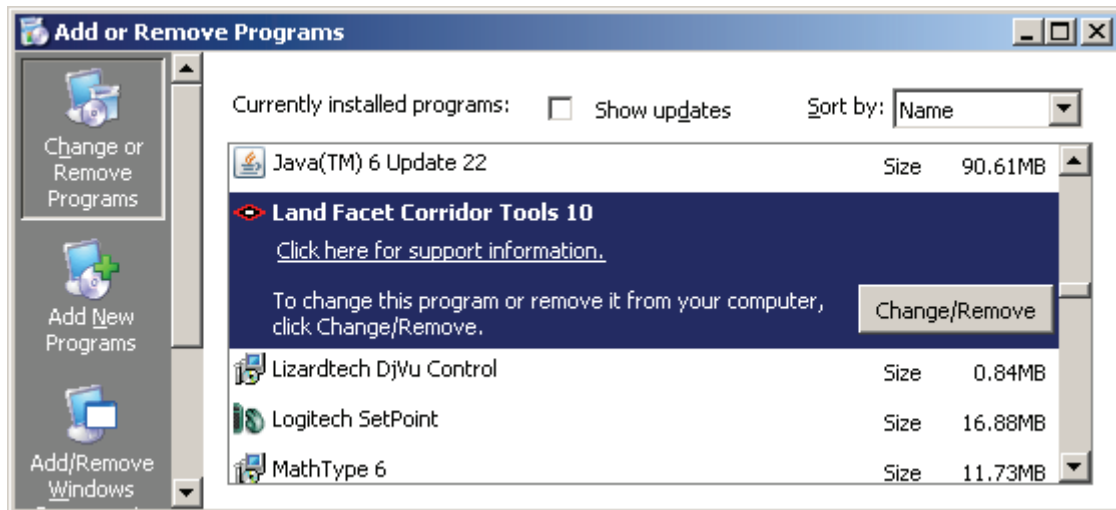 Add or Remove Programs
Change or
Remove
Programs
Add New
Programs
Add/Remove
Windows
Currently installed programs:
Show updates
Sort by: Name
Java(TM) 6 Update 22 Size 90.61MB
Land Facet Corridor Tools 10
Click here for support information.
To change this program or remove it from your computer,
click Change/Remove.
Change/Remove
Lizardtech DjVu Control Size 0.84MB
Logitech SetPoint Size 16.88MB
MathType 6 Size 11.73MB